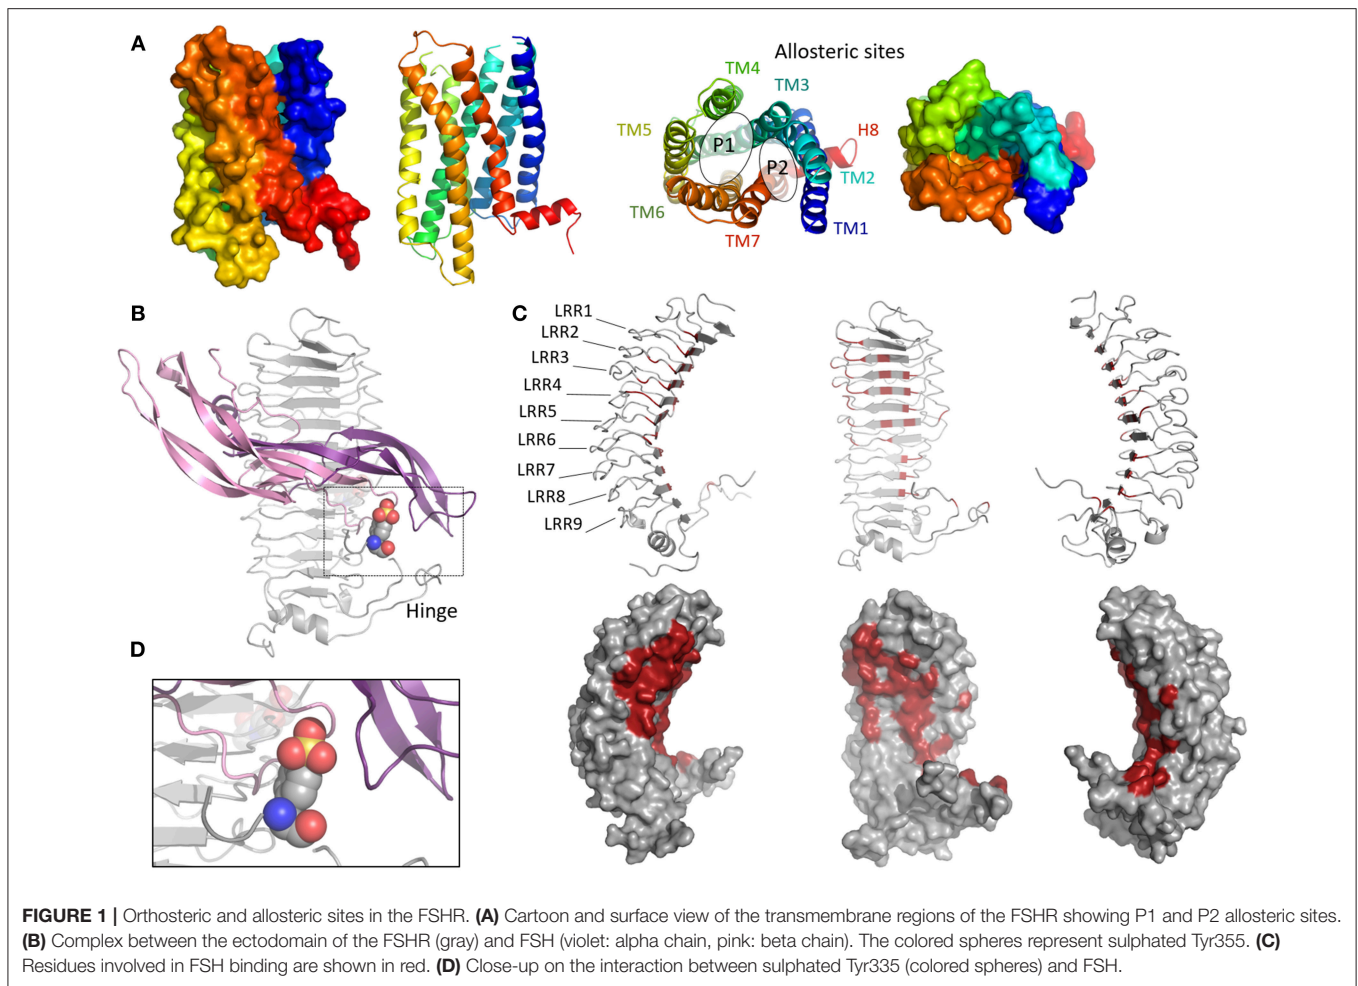 A
Allosteric sites
TM4
TM3
TM5
H8
P1
P2
TM2
TM6
TM7
TM1
B
Hinge
C
LRR1
LRR2
LRR3
LRR4
LRR5
LRR6
LRR7
LRR8
LRR9
D
FIGURE 1 | Orthosteric and allosteric sites in the FSHR. (A) Cartoon and surface view of the transmembrane regions of the FSHR showing P1 and P2 allosteric sites.
(B) Complex between the ectodomain of the FSHR (gray) and FSH (violet: alpha chain, pink: beta chain). The colored spheres represent sulphated Tyr355. (C)
Residues involved in FSH binding are shown in red. (D) Close-up on the interaction between sulphated Tyr335 (colored spheres) and FSH.